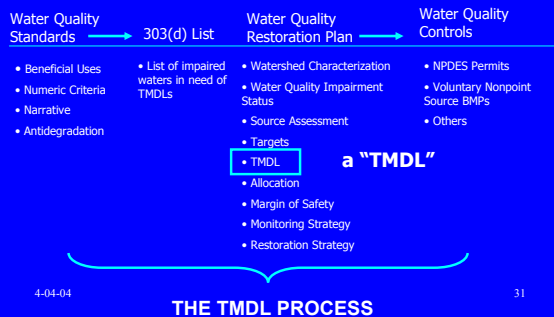 Water Quality
Standards
303(d) List
Water Quality
Restoration Plan
Water Quality
Controls
• Beneficial Uses
• Numeric Criteria
• Narrative
• Antidegradation
• List of impaired
waters in need of
TMDLs
• Watershed Characterization
• Water Quality Impairment
Status
• Source Assessment
• Targets
• TMDL
a “TMDL”
• Allocation
• Margin of Safety
• Monitoring Strategy
• Restoration Strategy
• NPDES Permits
• Voluntary Nonpoint
Source BMPs
• Others
4-04-04
THE TMDL PROCESS
31